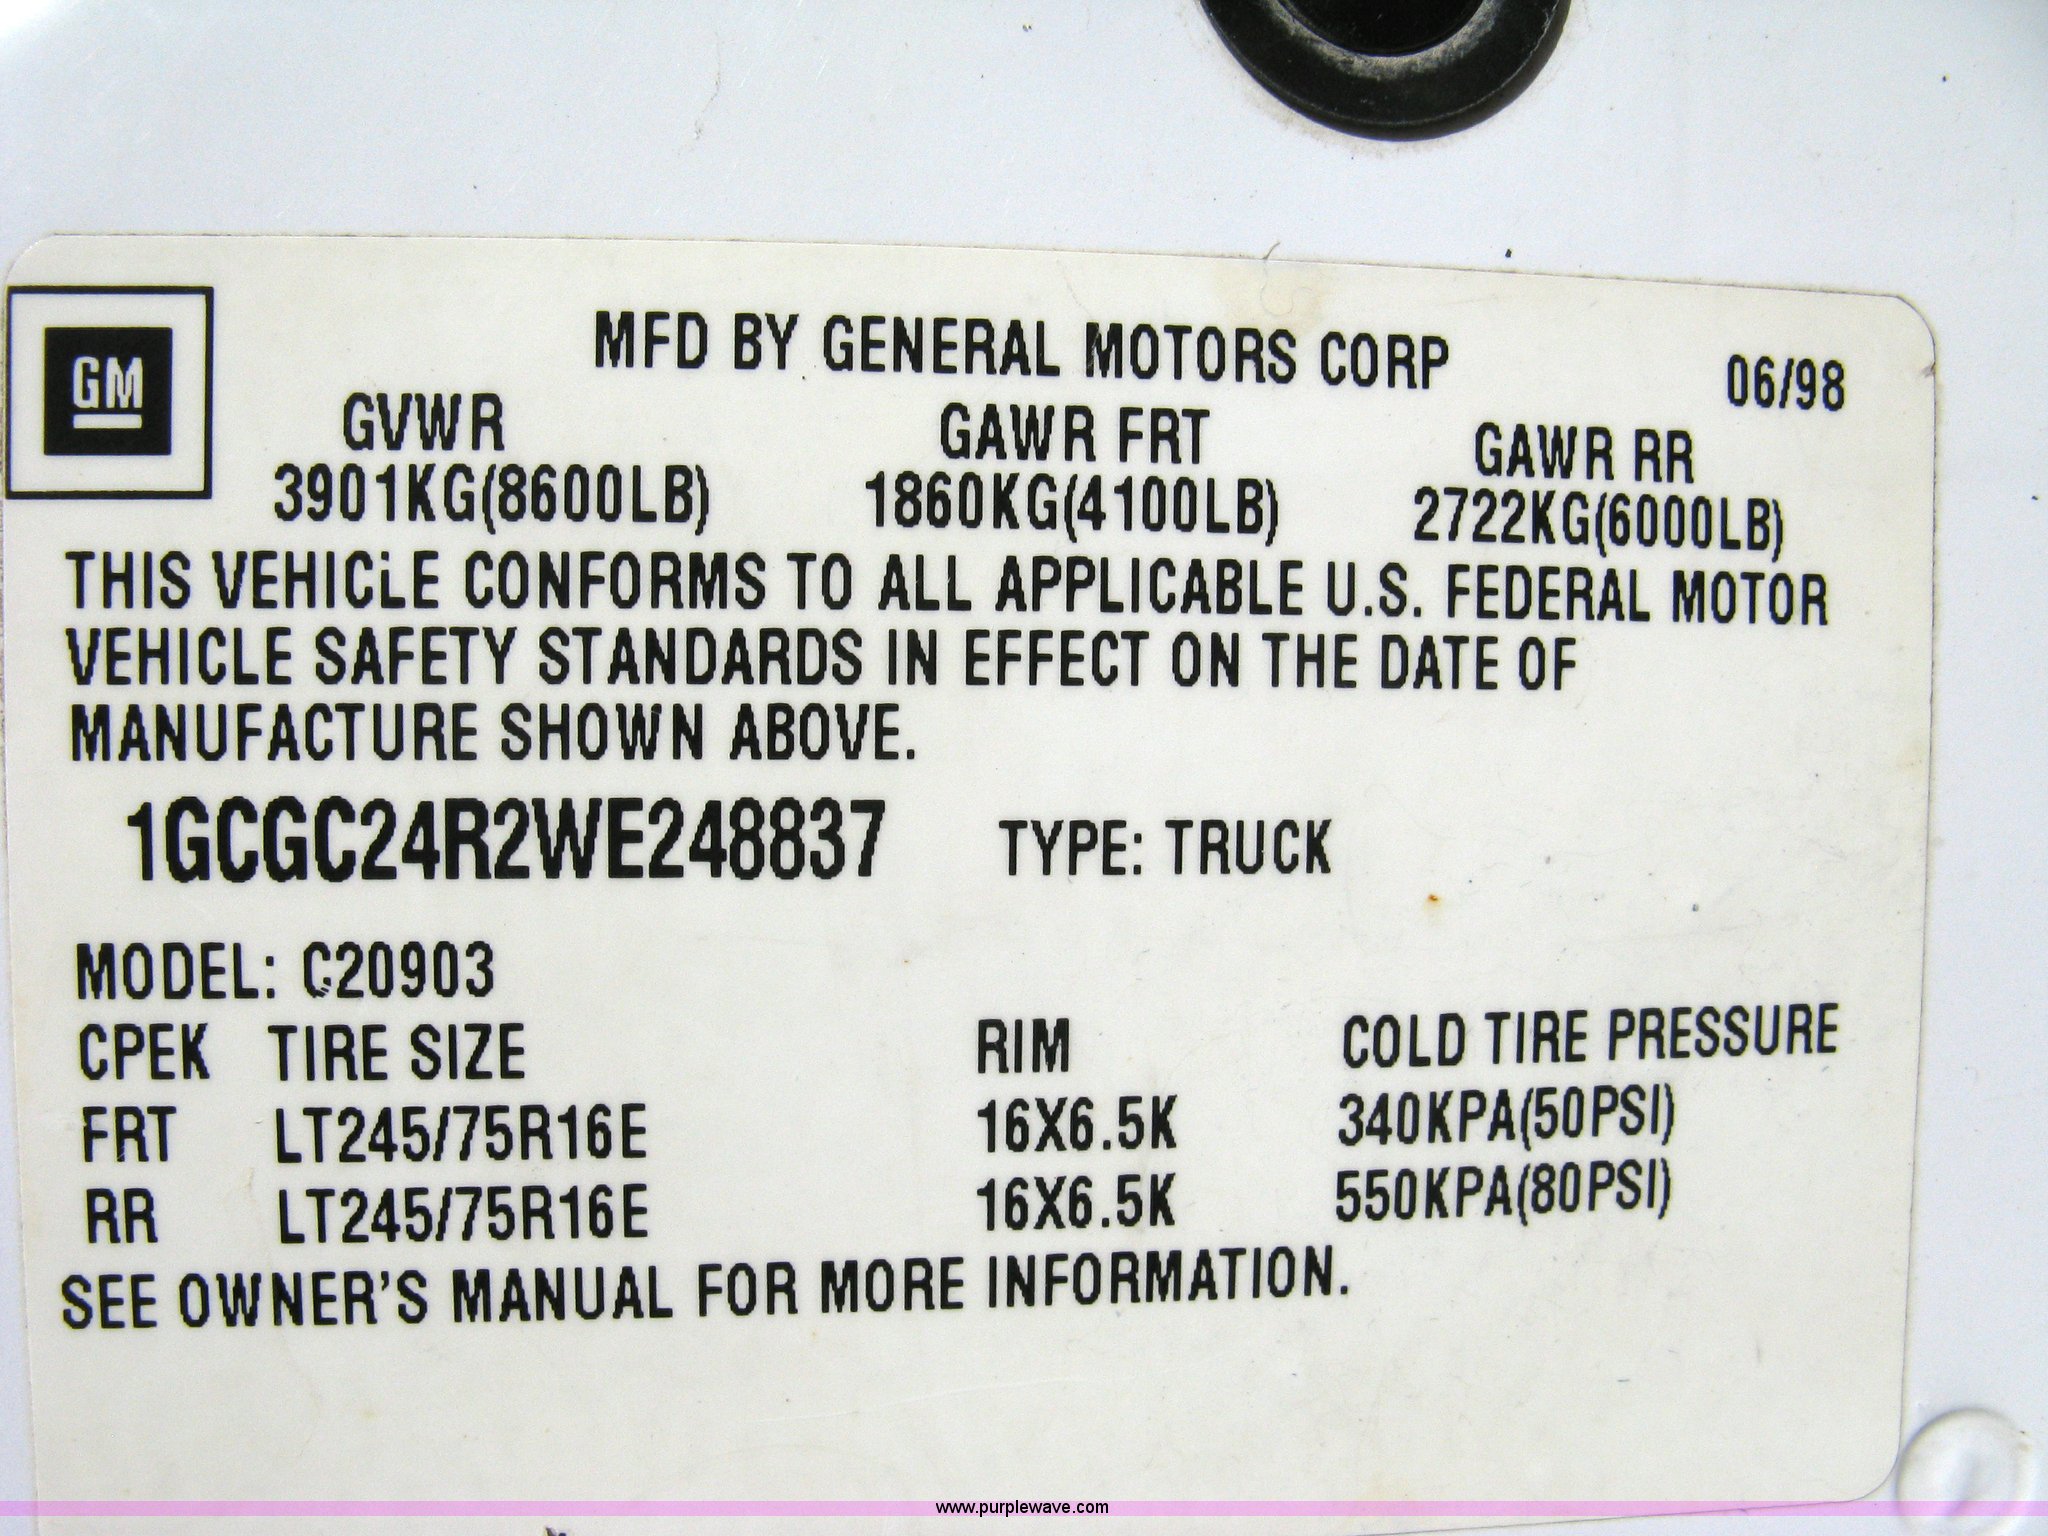 GM
MFD BY GENERAL MOTORS CORP 06/98
GVWR GAWR FRT GAWR RR
3901KG(8600LB) 1860KG(4100LB) 2722KG(6000LB)
THIS VEHICLE CONFORMS TO ALL APPLICABLE U.S. FEDERAL MOTOR
VEHICLE SAFETY STANDARDS IN EFFECT ON THE DATE OF
MANUFACTURE SHOWN ABOVE.
1GCGC24R2WE248837 TYPE: TRUCK
MODEL: C20903
CPEK TIRE SIZE RIM COLD TIRE PRESSURE
FRT LT245/75R16E 16X6.5K 340KPA(50PSI)
RR LT245/75R16E 16X6.5K 550KPA(80PSI)
SEE OWNER'S MANUAL FOR MORE INFORMATION.
www.purplewave.com